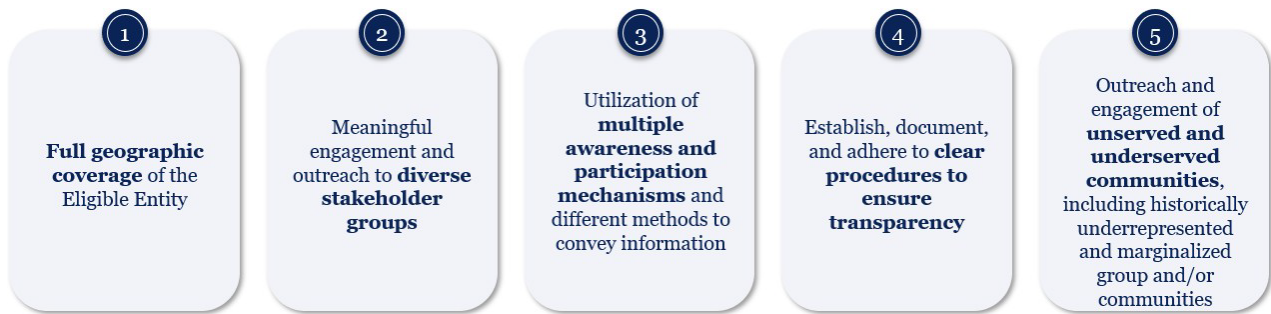 1
Full geographic
coverage of the
Eligible Entity
2
Meaningful
engagement and
outreach to diverse
stakeholder
groups
3
Utilization of
multiple
awareness and
participation
mechanisms and
different methods to
convey information
4
Establish, document,
and adhere to clear
procedures to
ensure
transparency
5
Outreach and
engagement of
unserved and
underserved
communities,
including historically
underrepresented
and marginalized
group and/or
communities